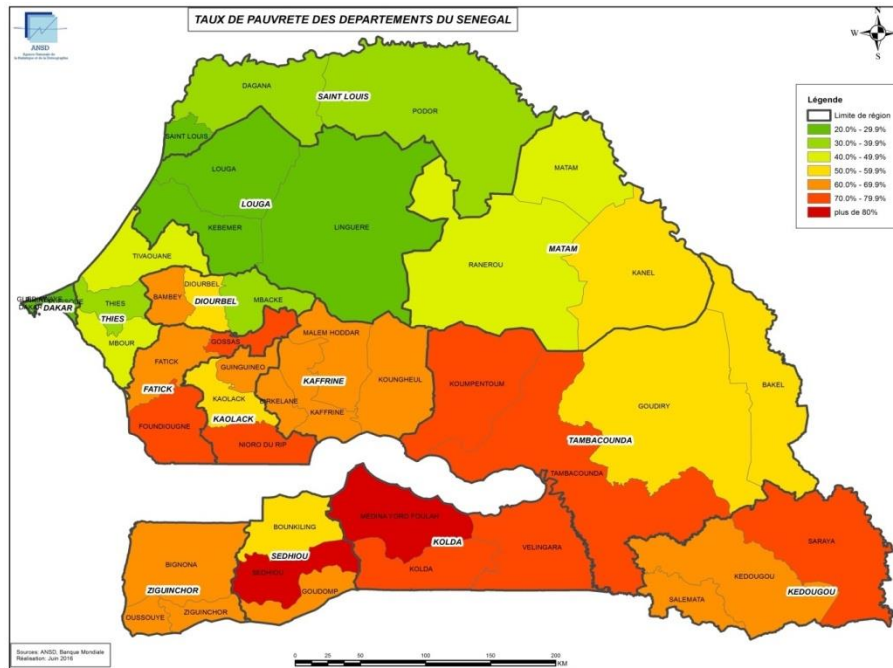 TAUX DE PAUVRETE DES DEPARTEMENTS DU SENEGAL
ANSD
N
W
E
S
Légende
Limite de région
20.0% - 29.9%
30.0% - 39.9%
40.0% - 49.9%
50.0% - 59.9%
60.0% - 69.9%
70.0% - 79.9%
plus de 80%
DAGANA
SAINT LOUIS
PODOR
SAINT LOUIS
LOUGA
MATAM
LOUGA
KEBEMER
LINGUERE
TIVAOUANE
RANEROU
MATAM
KANEL
DIOURBEL
BAMBEY
DIOURBEL
MBACKE
THIES
DAKAR
THIES
MBOUR
GOSSAS
MALEM HODDAR
FATICK
GUINGUINEO
KAFFRINE
KOUNGHEUL
KOUMPENTOUM
BAKEL
FATICK
KAOLACK
KAFFRINE
GOUDIRY
KAOLACK
FOUNDIOUGNE
NIORO DU RIP
TAMBACOUNDA
TAMBACOUNDA
MEDINA YORO FOULAH
BOUNKILING
KOLDA
VELINGARA
SARAYA
SEDHIOU
BIGNONA
SEDHIOU
KOLDA
KEDOUGOU
ZIGUINCHOR
GOUDOMP
KEDOUGOU
SALEMATA
OUSSOUYE
ZIGUINCHOR
Sources: ANSD, Banque Mondiale
Réalisation: Juin 2016
0 50 100 150 200
KM